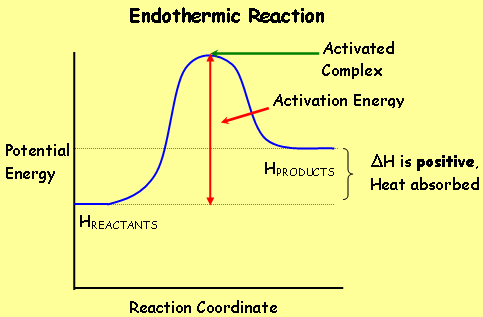 Endothermic Reaction
Activated
Complex
Activation Energy
Potential
Energy
HPRODUCTS
ΔH is positive,
Heat absorbed
HREACTANTS
Reaction Coordinate